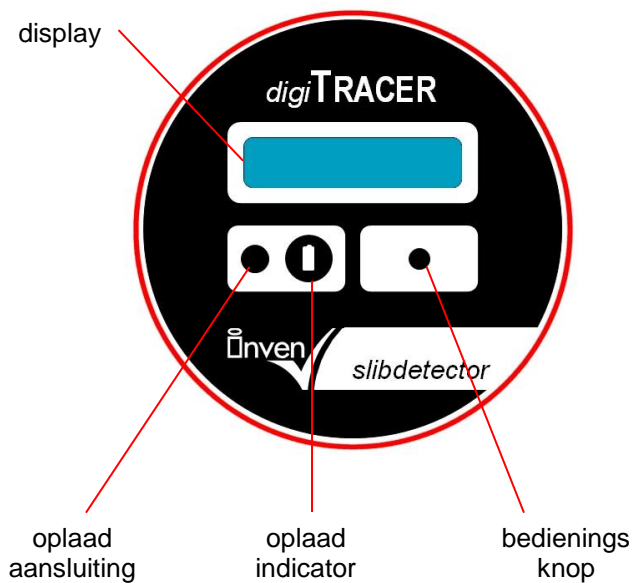 display
digiTRACER
Inven
slibdetector
oplaad
aansluiting
oplaad
indicator
bedienings
knop